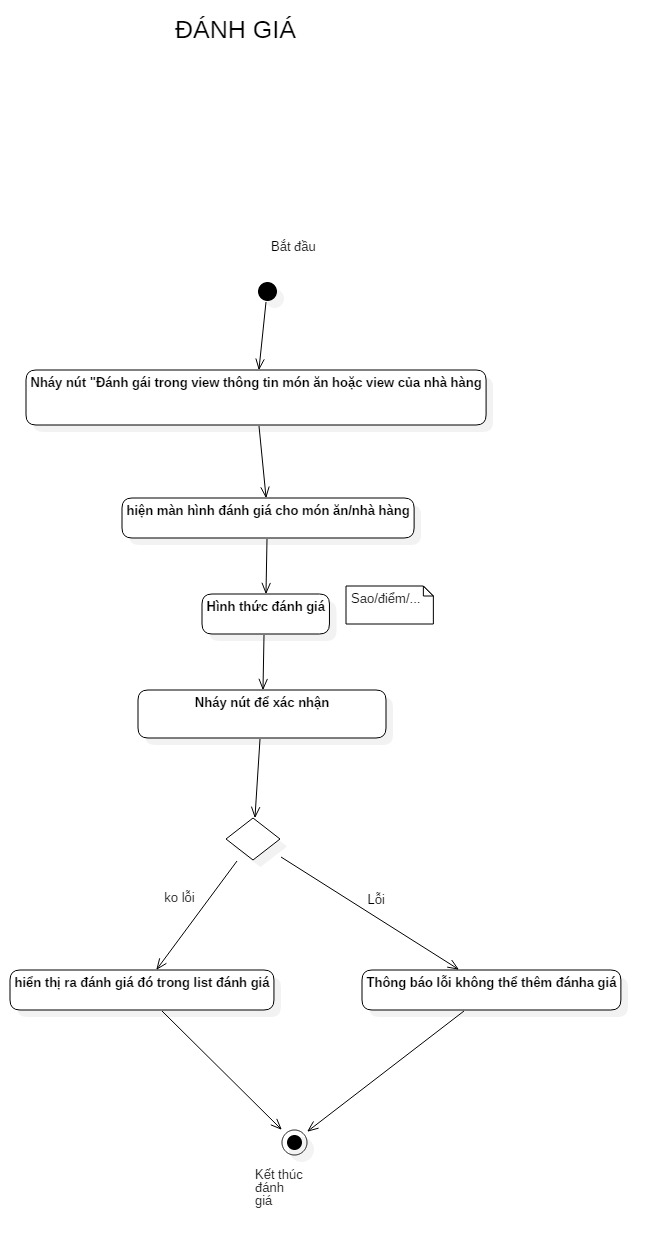 ĐÁNH GIÁ
Bắt đầu
Nháy nút "Đánh gái trong view thông tin món ăn hoặc view của nhà hàng
hiện màn hình đánh giá cho món ăn/nhà hàng
Hình thức đánh giá
Sao/điểm/...
Nháy nút để xác nhận
ko lỗi
Lỗi
hiển thị ra đánh giá đó trong list đánh giá
Thông báo lỗi không thể thêm đánha giá
Kết thúc
đánh
giá